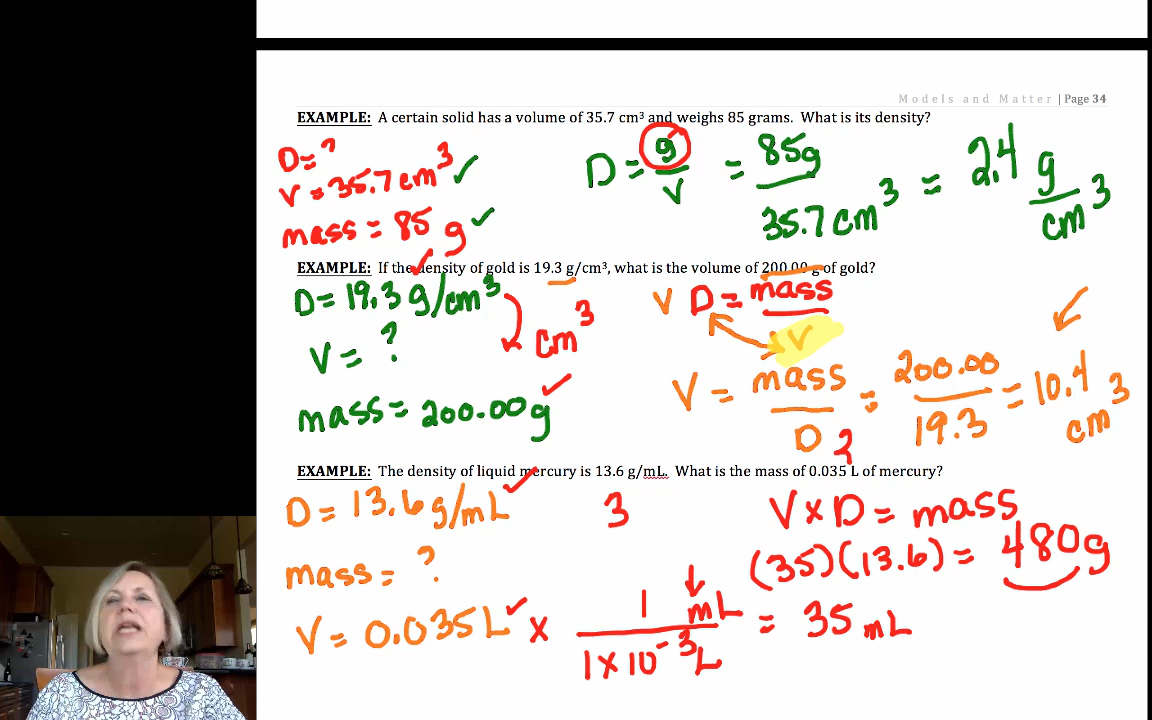 Models and Matter | Page 34
EXAMPLE: A certain solid has a volume of 35.7 cm³ and weighs 85 grams. What is its density?
D = ?
V = 35.7 cm³ ✓
mass = 85 g ✓
D = g / V = 85g / 35.7 cm³ = 2.4 g / cm³
EXAMPLE: If the density of gold is 19.3 g/cm³, what is the volume of 200.00 g of gold?
D = 19.3 g/cm³
cm³
V = ?
mass = 200.00 g
V D = mass / V
V = mass / D = 200.00 / 19.3 = 10.4 cm³
2
EXAMPLE: The density of liquid mercury is 13.6 g/mL. What is the mass of 0.035 L of mercury?
D = 13.6 g/mL
3
V x D = mass
mass = ?
(35)(13.6) = 480g
V = 0.035 L x 1 mL / 1 x 10⁻³ L = 35 mL